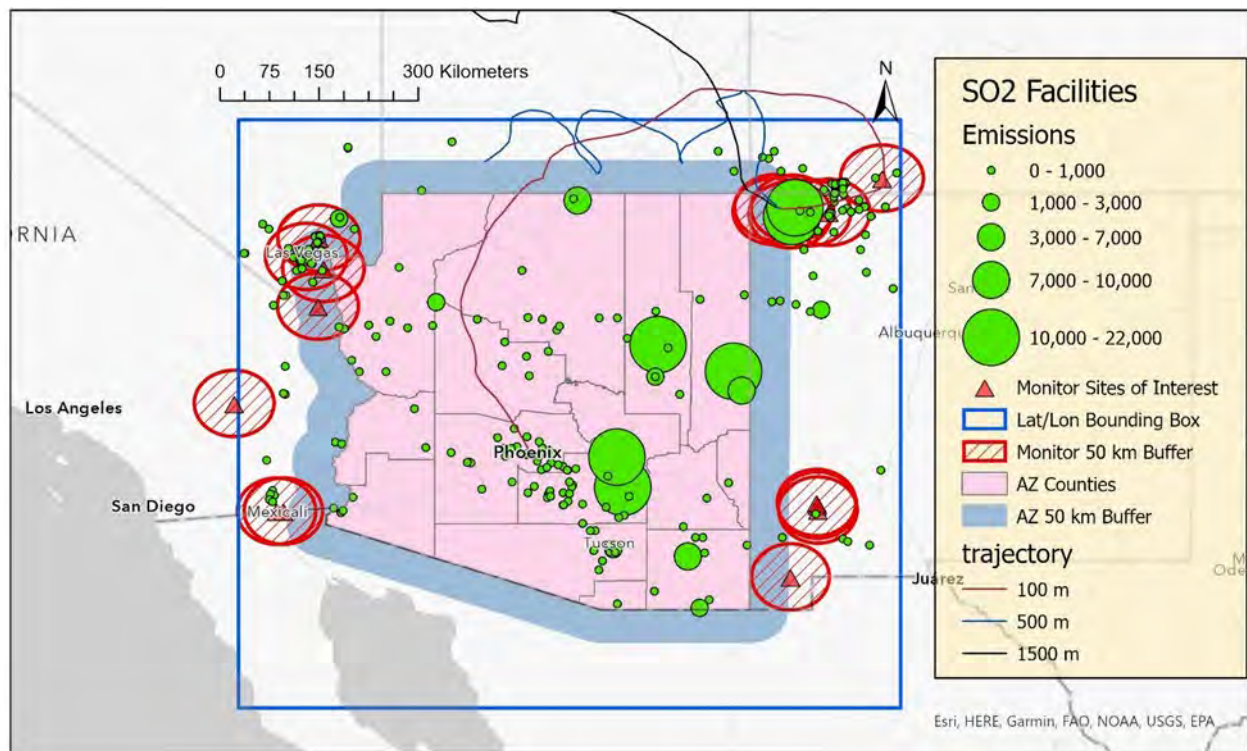 0 75 150 300 Kilometers
N
RNIA
Las Vegas
Los Angeles
San Diego
Mexicali
Phoenix
Tucson
Albuquerq
San
Juárez
M
Ode
SO2 Facilities
Emissions
0 - 1,000
1,000 - 3,000
3,000 - 7,000
7,000 - 10,000
10,000 - 22,000
Monitor Sites of Interest
Lat/Lon Bounding Box
Monitor 50 km Buffer
AZ Counties
AZ 50 km Buffer
trajectory
100 m
500 m
1500 m
Esri, HERE, Garmin, FAO, NOAA, USGS, EPA